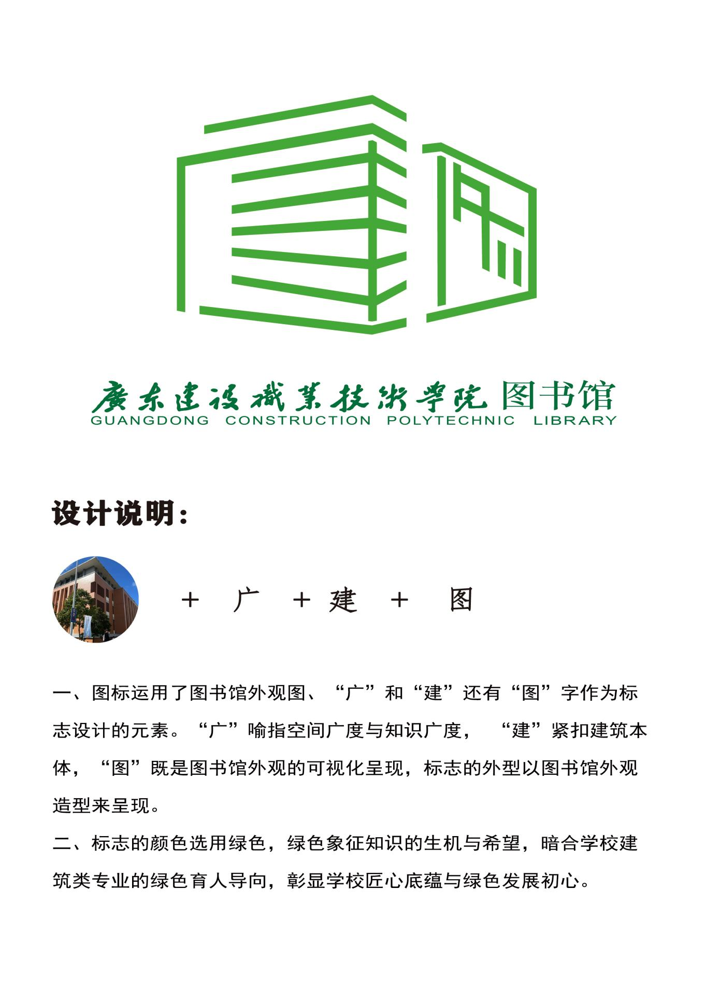 廣东建设職業技術学院 图书馆
GUANGDONG CONSTRUCTION POLYTECHNIC LIBRARY
设计说明：
+ 广 + 建 + 图
一、图标运用了图书馆外观图、“广”和“建”还有“图”字作为标
志设计的元素。“广”喻指空间广度与知识广度， “建”紧扣建筑本
体，“图”既是图书馆外观的可视化呈现，标志的外型以图书馆外观
造型来呈现。
二、标志的颜色选用绿色，绿色象征知识的生机与希望，暗合学校建
筑类专业的绿色育人导向，彰显学校匠心底蕴与绿色发展初心。